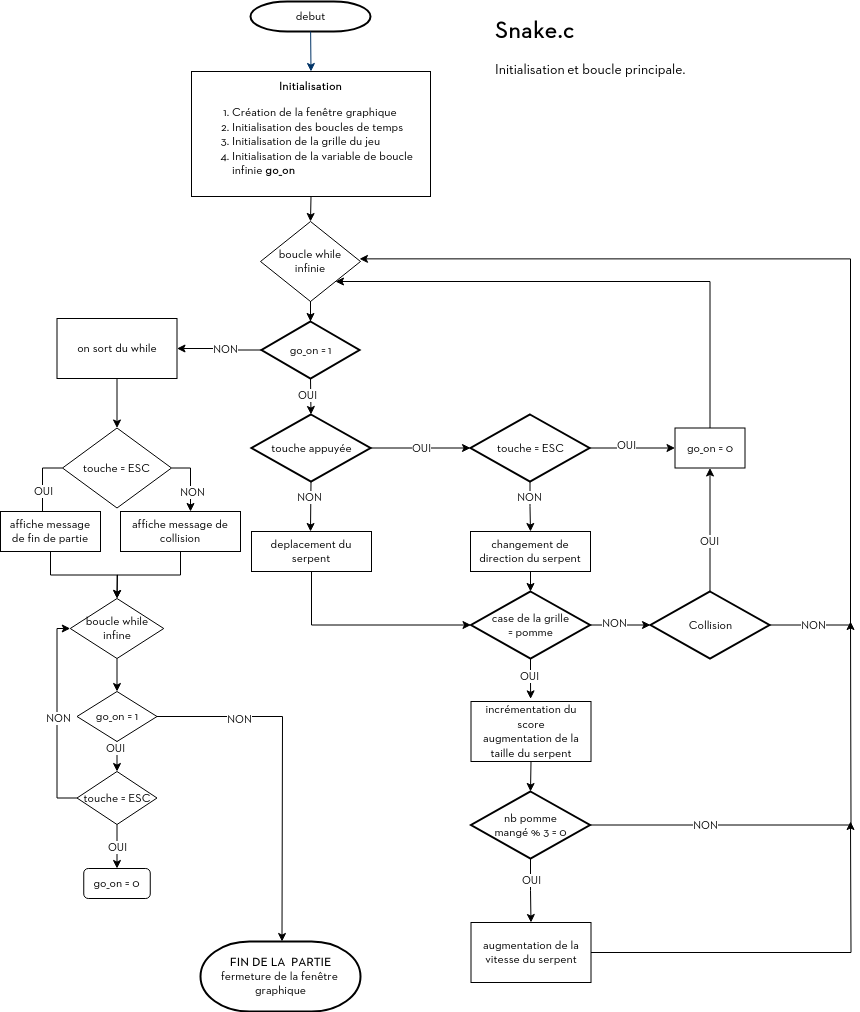 debut
Snake.c
Initialisation et boucle principale.
Initialisation
1. Création de la fenêtre graphique
2. Initialisation des boucles de temps
3. Initialisation de la grille du jeu
4. Initialisation de la variable de boucle
infinie go_on
boucle while
infinie
on sort du while
NON
go_on = 1
OUI
touche appuyée
OUI
touche = ESC
OUI
go_on = 0
touche = ESC
OUI
NON
NON
NON
affiche message
de fin de partie
affiche message de
collision
deplacement du
serpent
changement de
direction du serpent
OUI
boucle while
infine
case de la grille
= pomme
NON
Collision
NON
OUI
NON
go_on = 1
NON
incrémentation du
score
augmentation de la
taille du serpent
OUI
touche = ESC
nb pomme
mangé % 3 = 0
NON
OUI
go_on = 0
OUI
augmentation de la
vitesse du serpent
FIN DE LA PARTIE
fermeture de la fenêtre
graphique